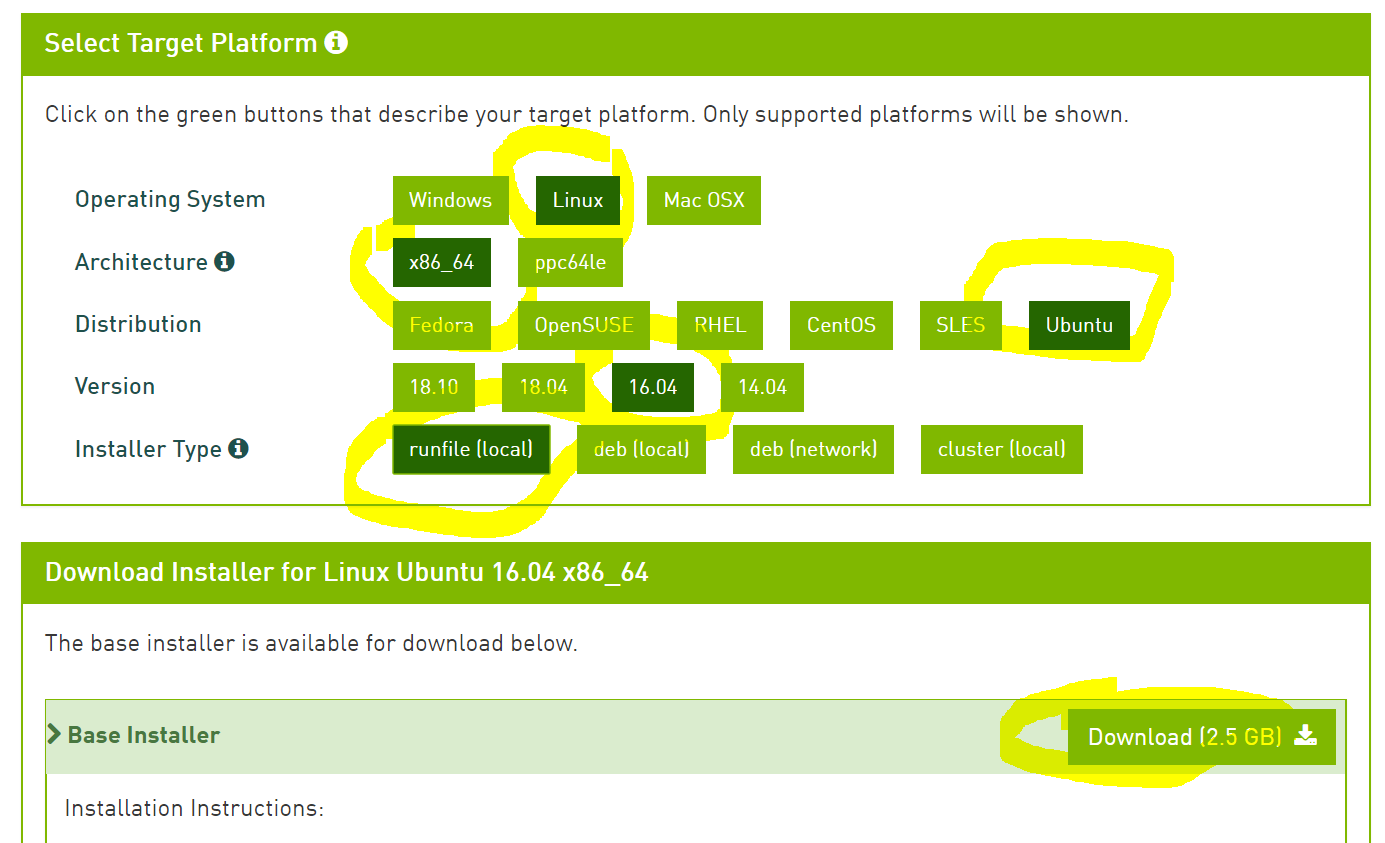 Select Target Platform
Click on the green buttons that describe your target platform. Only supported platforms will be shown.
Operating System Windows Linux Mac OSX
Architecture x86_64 ppc64le
Distribution Fedora OpenSUSE RHEL CentOS SLES Ubuntu
Version 18.10 18.04 16.04 14.04
Installer Type runfile (local) deb (local) deb (network) cluster (local)
Download Installer for Linux Ubuntu 16.04 x86_64
The base installer is available for download below.
Base Installer Download (2.5 GB)
Installation Instructions: